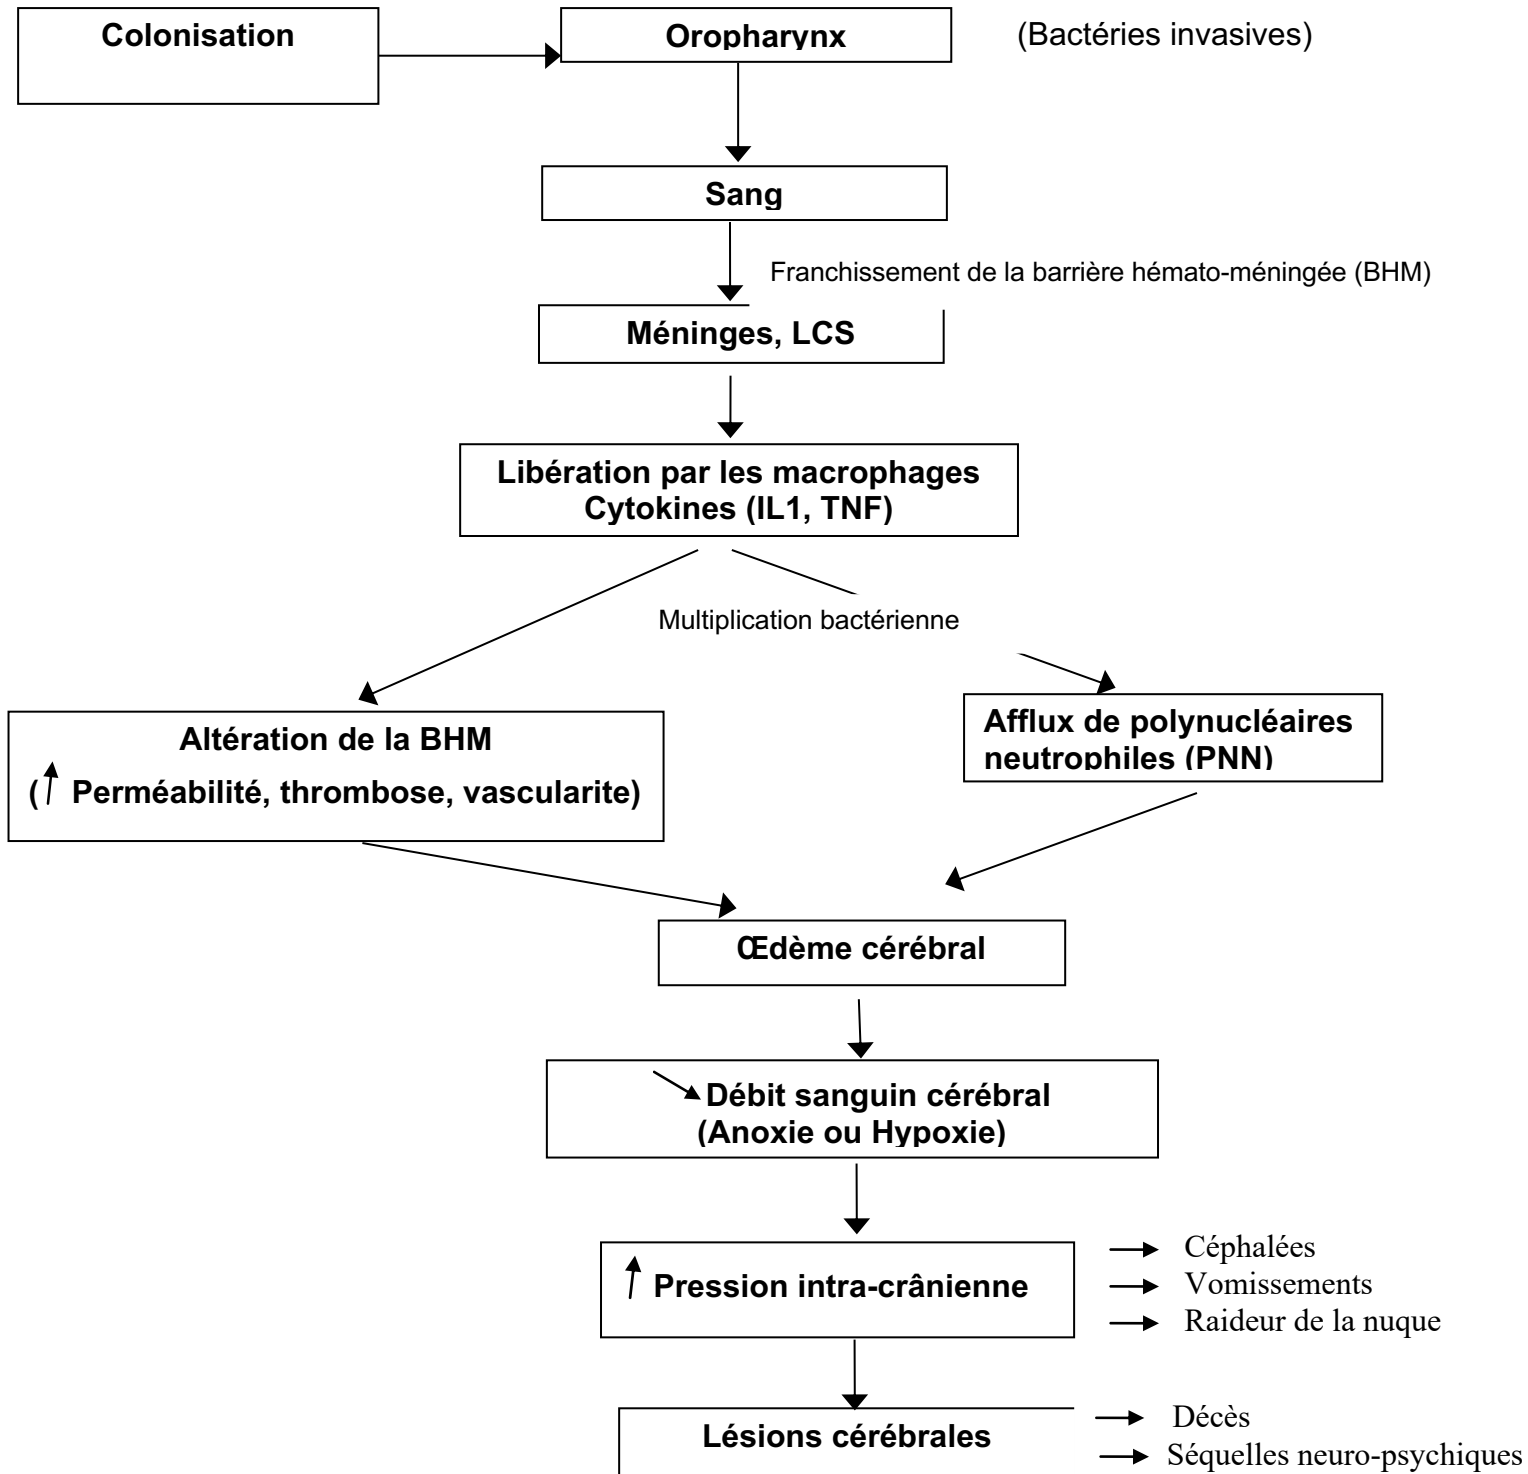 Colonisation
Oropharynx
(Bactéries invasives)
Sang
Franchissement de la barrière hémato-méningée (BHM)
Méninges, LCS
Libération par les macrophages
Cytokines (IL1, TNF)
Multiplication bactérienne
Altération de la BHM
(↑ Perméabilité, thrombose, vascularite)
Afflux de polynucléaires
neutrophiles (PNN)
Œdème cérébral
Débit sanguin cérébral
(Anoxie ou Hypoxie)
Pression intra-crânienne
Céphalées
Vomissements
Raideur de la nuque
Lésions cérébrales
Décès
Séquelles neuro-psychiques